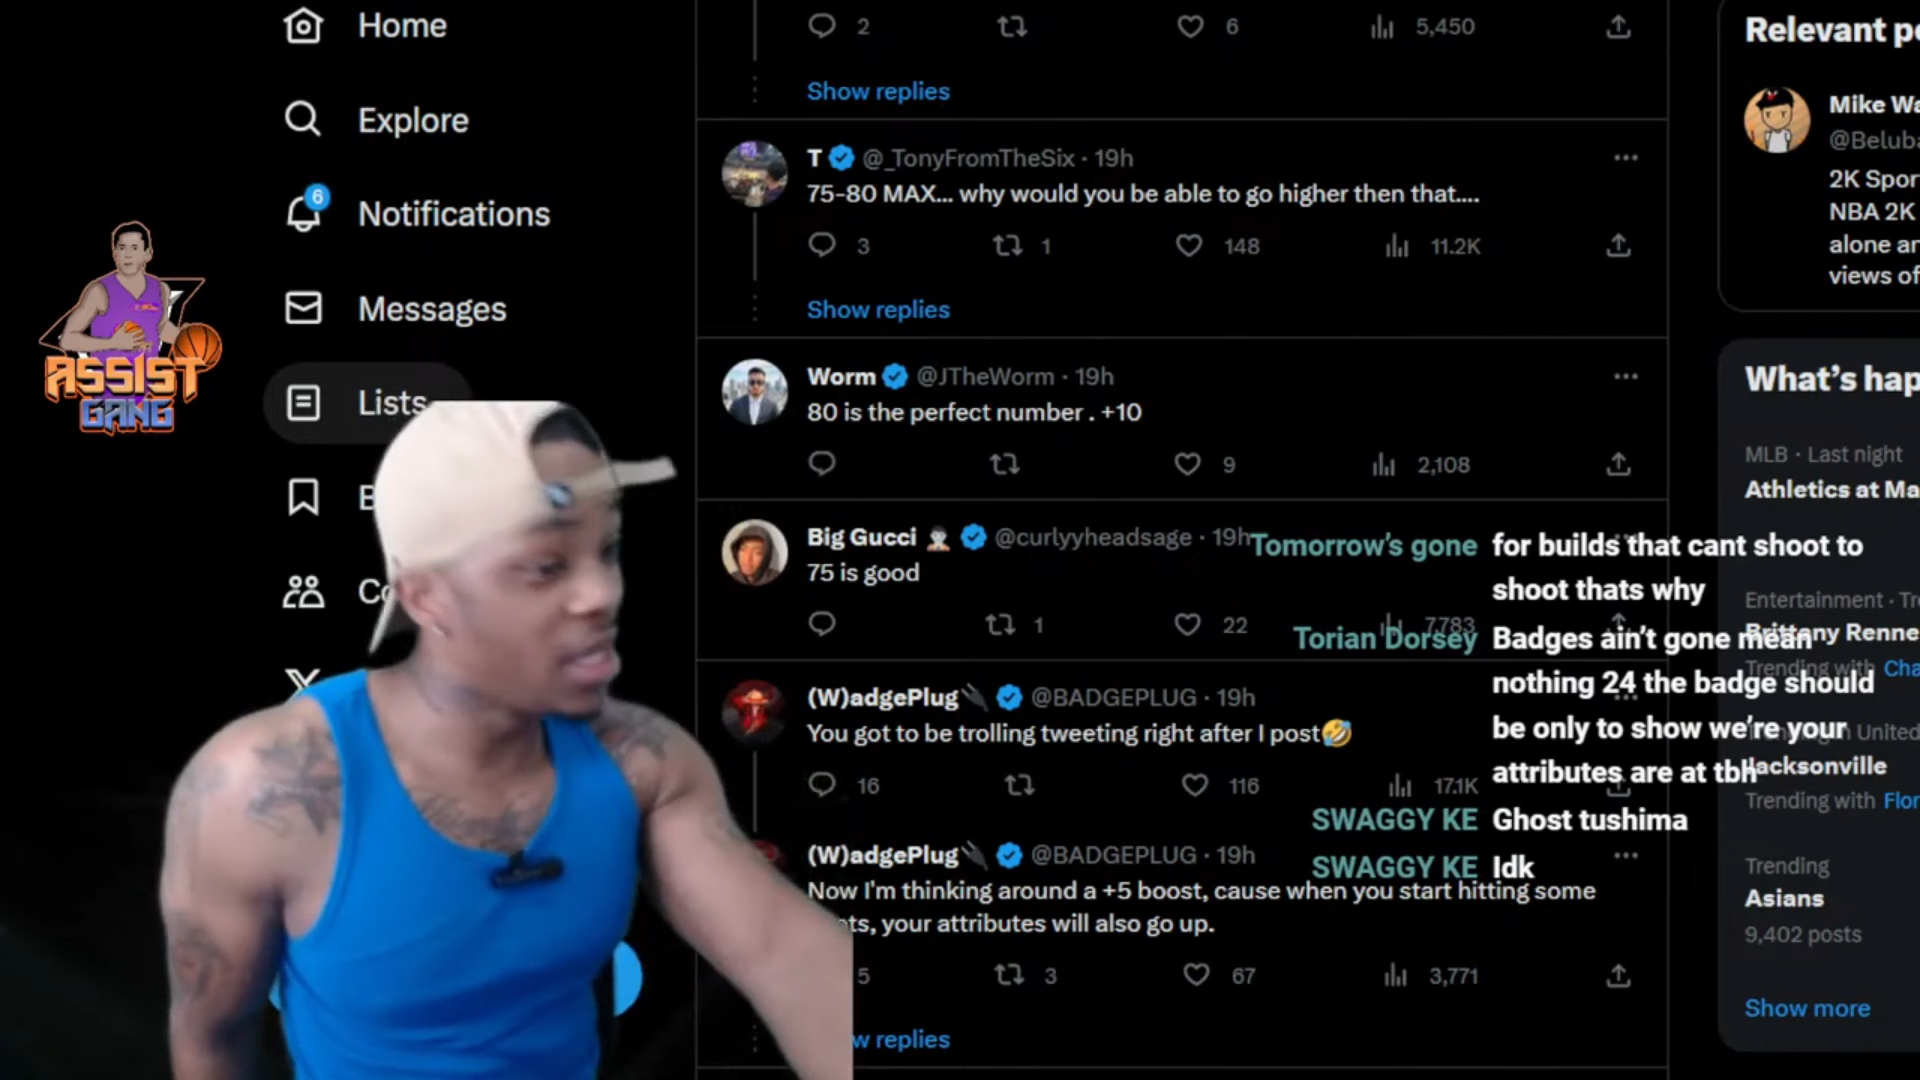 Home
Explore
6
Notifications
Messages
Lists
ASSIST
GANG
2 6 5,450
Show replies
T @_TonyFromTheSix · 19h
75-80 MAX... why would you be able to go higher then that....
3 1 148 11.2K
Show replies
Worm @JTheWorm · 19h
80 is the perfect number . +10
9 2,108
Big Gucci @curlyyheadsage · 19h
75 is good
1 22 7,783
(W)adgePlug @BADGEPLUG · 19h
You got to be trolling tweeting right after I post🤣
16 116 17.1K
(W)adgePlug @BADGEPLUG · 19h
Now I'm thinking around a +5 boost, cause when you start hitting some
your attributes will also go up.
5 3 67 3,771
replies
Tomorrow's gone for builds that cant shoot to
shoot thats why
Torian Dorsey Badges ain't gone mean
nothing 24 the badge should
be only to show we're your
attributes are at tbh
SWAGGY KE Ghost tushima
SWAGGY KE Idk
Relevant
Mike
2K
NBA 2K
alone
views
What's
MLB · Last night
Athletics at
Entertainment ·
Brittany
Trending with
United
Jacksonville
Trending with
Trending
Asians
9,402 posts
Show more